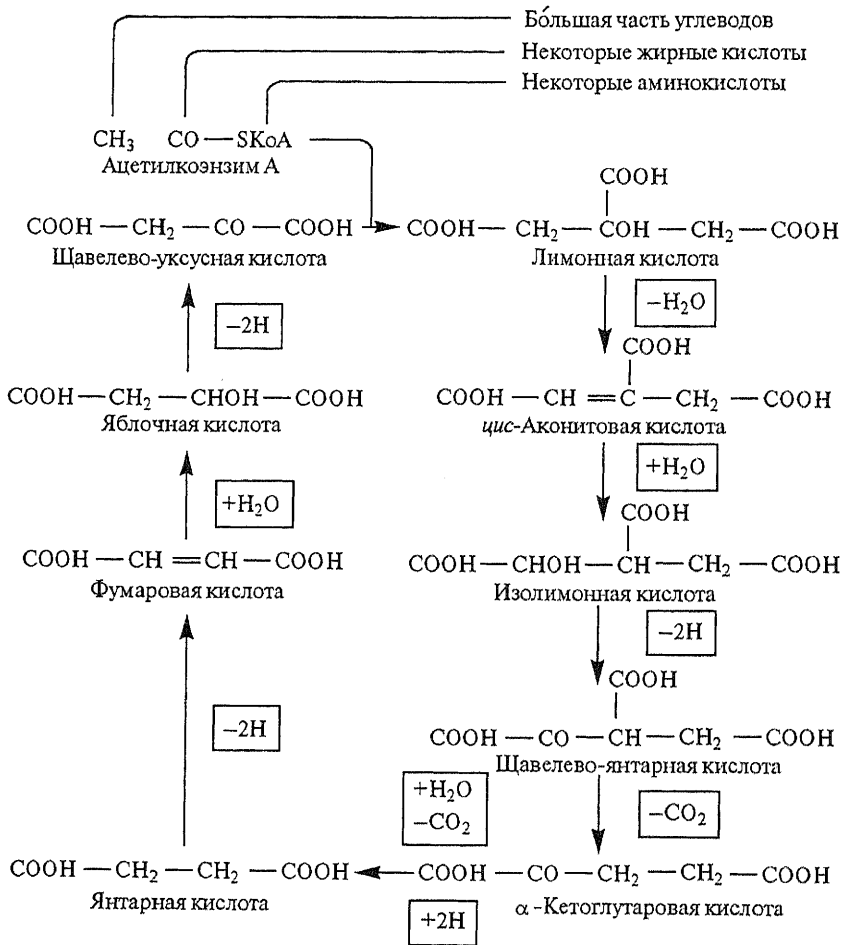 Бо́льшая часть углеводов
Некоторые жирные кислоты
Некоторые аминокислоты
CH₃ CO — SKoA
Ацетилкоэнзим А
COOH
COOH — CH₂ — CO — COOH
COOH — CH₂ — COH — CH₂ — COOH
Щавелево-уксусная кислота
Лимонная кислота
–2H
–H₂O
COOH
COOH — CH₂ — CHOH — COOH
COOH — CH = C — CH₂ — COOH
Яблочная кислота
цис-Аконитовая кислота
+H₂O
+H₂O
COOH
COOH — CH = CH — COOH
COOH — CHOH — CH — CH₂ — COOH
Фумаровая кислота
Изолимонная кислота
–2H
COOH
–2H
COOH — CO — CH — CH₂ — COOH
Щавелево-янтарная кислота
+H₂O
–CO₂
–CO₂
COOH — CH₂ — CH₂ — COOH
COOH — CO — CH₂ — CH₂ — COOH
Янтарная кислота
α-Кетоглутаровая кислота
+2H